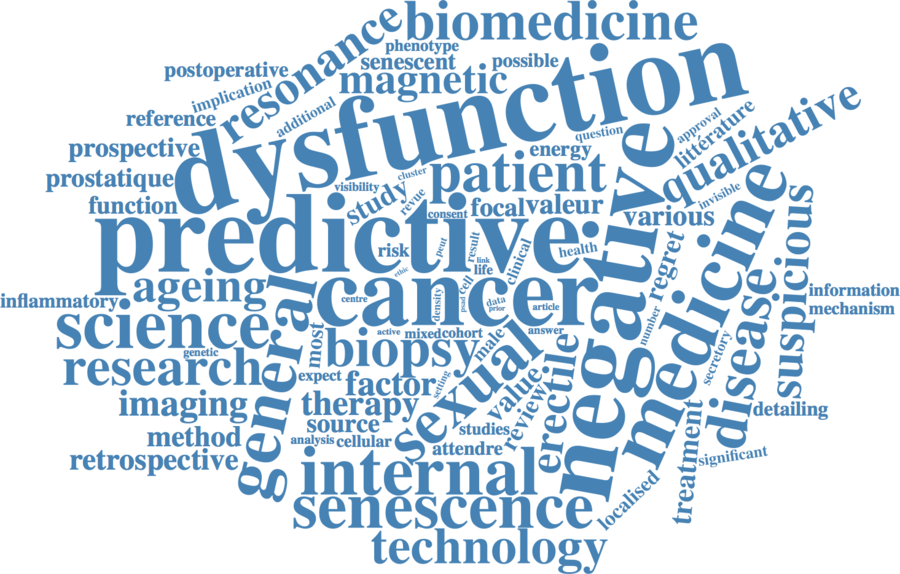 biomedicine
resonance
phenotype
postoperative
senescent
possible
magnetic
implication
dysfunction
additional
reference
approval
littérature
question
qualitative
prospective
energy
prostatique
cluster
patient
visibility
study
revue
invisible
function
consent
focal
valeur
various
predictive
negative
medicine
suspicious
risk
peut
result
link
clinical
health
regret
ethic
life
cell
ageing
general
cancer
inflammatory
centre
density
psad
data
prior
article
information
mechanism
science
number
disease
active
mixed
cohort
answer
male
genetic
most
biopsy
sexual
secretory
research
expect
factor
setting
value
erectile
imaging
therapy
review
detailing
source
studies
method
analysis
cellular
attendre
treatment
retrospective
internal
significant
localised
senescence
technology